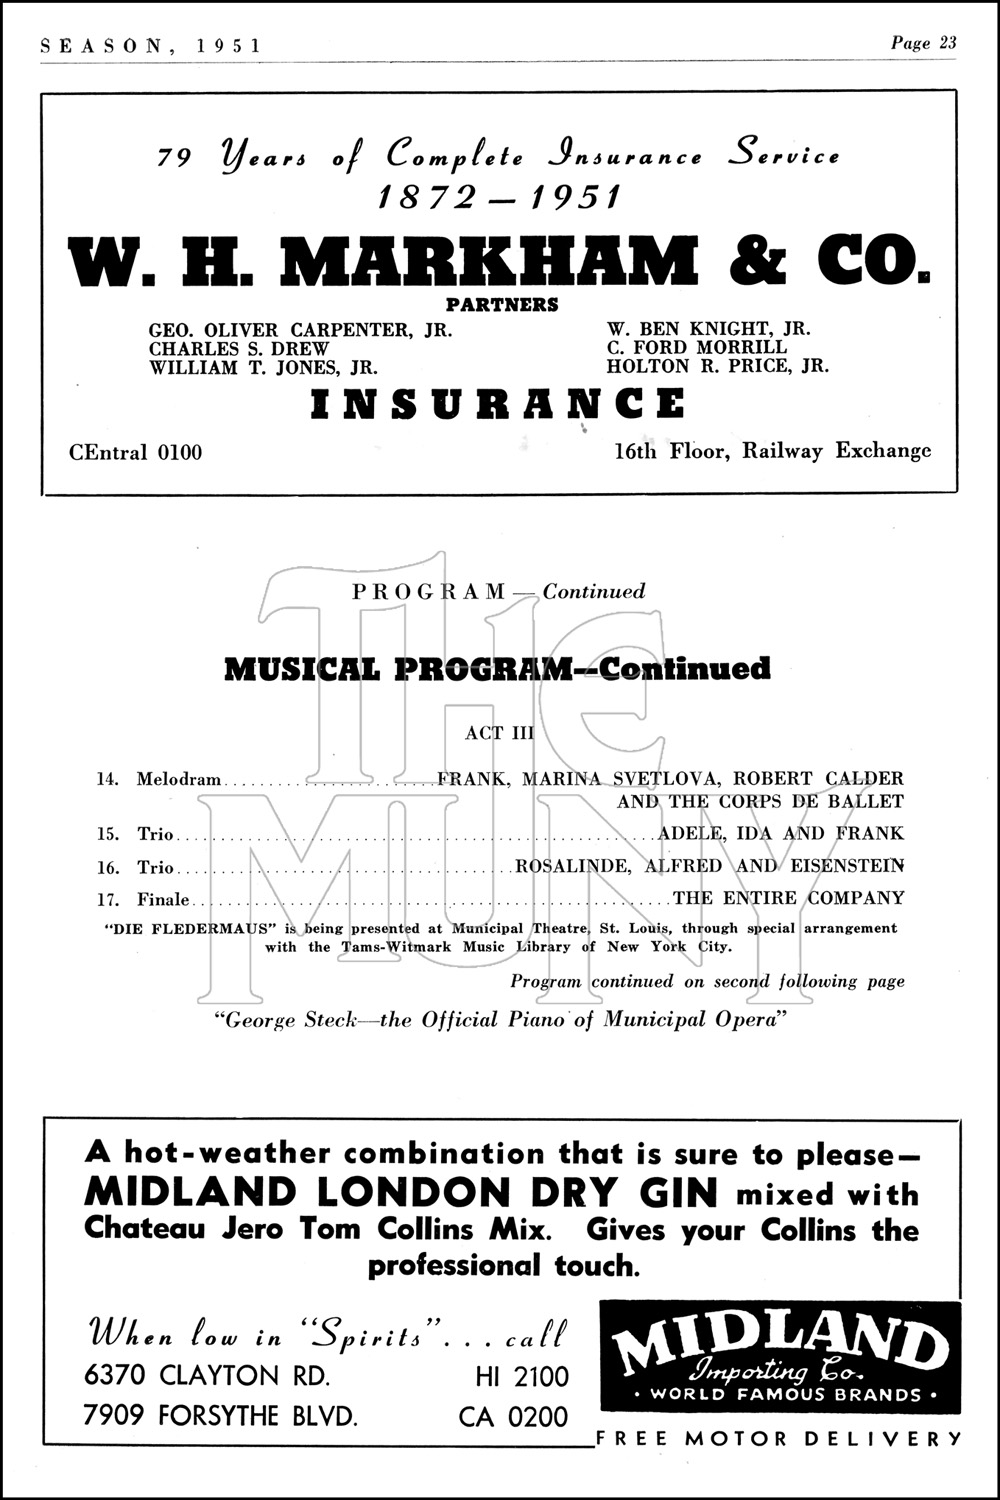 SEASON, 1951
Page 23
79 Years of Complete Insurance Service
1872 — 1951
W. H. MARKHAM & CO.
PARTNERS
GEO. OLIVER CARPENTER, JR.
CHARLES S. DREW
WILLIAM T. JONES, JR.
W. BEN KNIGHT, JR.
C. FORD MORRILL
HOLTON R. PRICE, JR.
INSURANCE
CEntral 0100
16th Floor, Railway Exchange
PROGRAM — Continued
MUSICAL PROGRAM—Continued
ACT III
14. Melodram........................FRANK, MARINA SVETLOVA, ROBERT CALDER
AND THE CORPS DE BALLET
15. Trio........................ADELE, IDA AND FRANK
16. Trio........................ROSALINDE, ALFRED AND EISENSTEIN
17. Finale........................THE ENTIRE COMPANY
"DIE FLEDERMAUS" is being presented at Municipal Theatre, St. Louis, through special arrangement
with the Tams-Witmark Music Library of New York City.
Program continued on second following page
"George Steck—the Official Piano of Municipal Opera"
THE
MUNY
A hot-weather combination that is sure to please—
MIDLAND LONDON DRY GIN mixed with
Chateau Jero Tom Collins Mix. Gives your Collins the
professional touch.
When low in "Spirits" . . . call
6370 CLAYTON RD. HI 2100
7909 FORSYTHE BLVD. CA 0200
MIDLAND
Importing Co.
• WORLD FAMOUS BRANDS •
FREE MOTOR DELIVERY